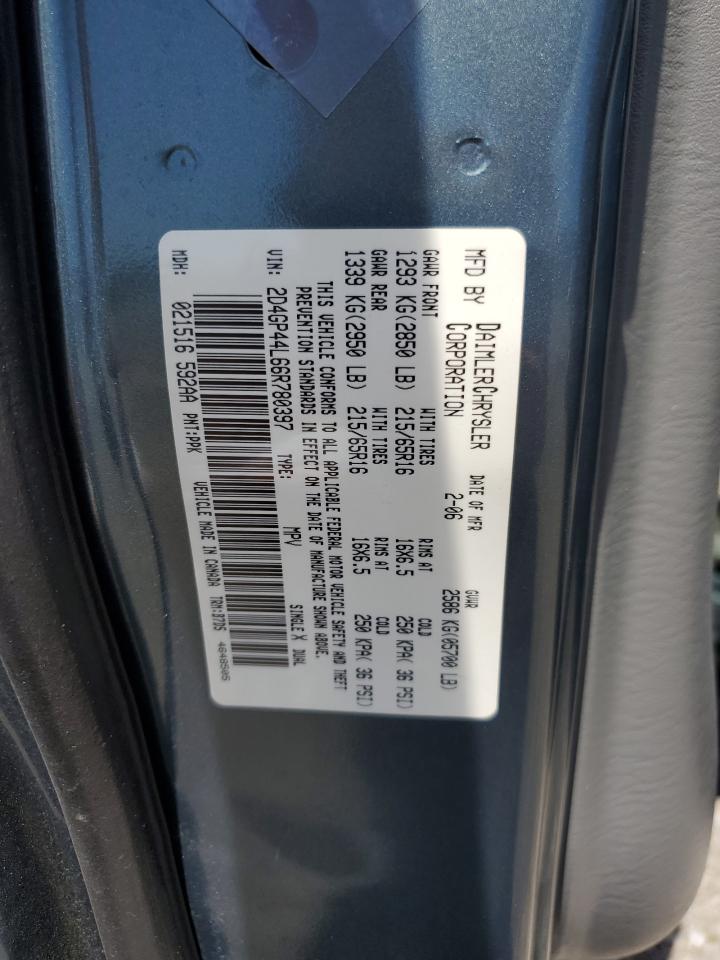 MFD BY DAIMLERCHRYSLER CORPORATION DATE OF MFR 2-06 GVWR 2586 KG(05700 LB)
GAWR FRONT WITH TIRES RIMS AT COLD
1293 KG(2850 LB) 215/65R16 16X6.5 250 KPA( 36 PSI)
GAWR REAR WITH TIRES RIMS AT COLD
1339 KG(2950 LB) 215/65R16 16X6.5 250 KPA( 36 PSI)
THIS VEHICLE CONFORMS TO ALL APPLICABLE FEDERAL MOTOR VEHICLE SAFETY AND THEFT
PREVENTION STANDARDS IN EFFECT ON THE DATE OF MANUFACTURE SHOWN ABOVE.
VIN: 2D4GP44L66R780397 TYPE: MPV SINGLE X DUAL
MDH: 021516 592AA PNT:PPK
VEHICLE MADE IN CANADA TRM:B7D5 4648505